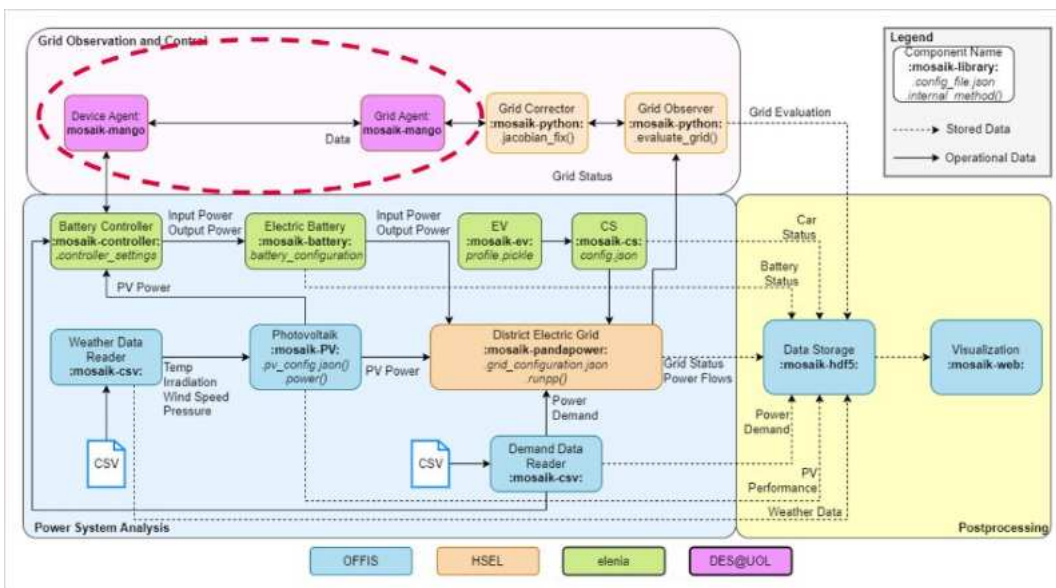 Grid Observation and Control
Device Agent:
mosaik-mango
Data
Grid Agent:
mosaik-mango
Grid Corrector
:mosaik-python:
.jacobian_fix()
Grid Observer
:mosaik-python:
.evaluate_grid()
Grid Evaluation
Grid Status
Legend
Component Name
:mosaik-library:
.config_file.json
.internal_method()
Stored Data
Operational Data
Battery Controller
:mosaik-controller:
.controller_settings
Input Power
Output Power
Electric Battery
:mosaik-battery:
.battery_configuration
Input Power
Output Power
EV
:mosaik-ev:
profile.pickle
CS
:mosaik-cs:
config.json
Car
Status
Battery
Status
PV Power
Weather Data
Reader
:mosaik-csv:
Temp
Irradiation
Wind Speed
Pressure
Photovoltaik
:mosaik-PV:
.pv_config.json()
.power()
PV Power
District Electric Grid
:mosaik-pandapower:
.grid_configuration.json
.runpp()
Grid Status
Power Flows
Data Storage
:mosaik-hdf5:
Visualization
:mosaik-web:
Power
Demand
Power
Demand
CSV
CSV
Demand Data
Reader
:mosaik-csv:
PV
Performance
Weather Data
Power System Analysis
Postprocessing
OFFIS
HSEL
elenia
DES@UOL